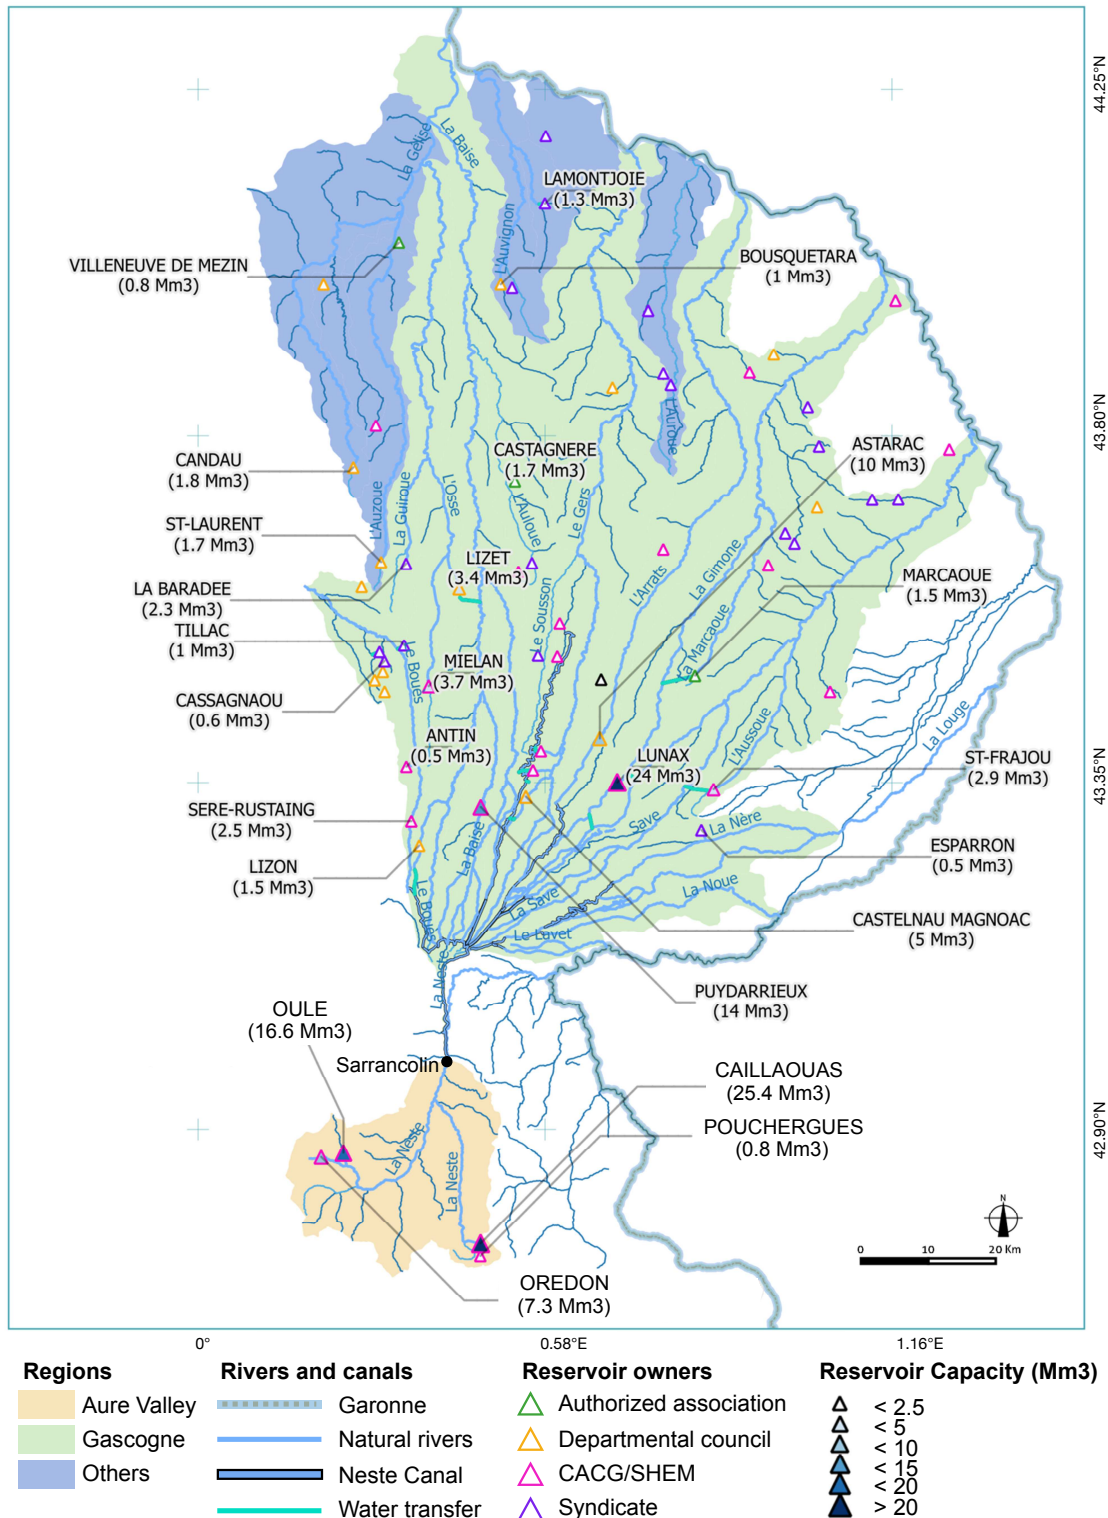 44.25°N
La Gélise
La Baise
LAMONTJOIE
(1.3 Mm3)
L'Auvignon
VILLENEUVE DE MEZIN
(0.8 Mm3)
BOUSQUETARA
(1 Mm3)
43.80°N
L'Auroue
CASTAGNERE
(1.7 Mm3)
ASTARAC
(10 Mm3)
CANDAU
(1.8 Mm3)
L'Auzoue
La Guiroue
L'Osse
L'Auloue
Le Gers
ST-LAURENT
(1.7 Mm3)
LIZET
(3.4 Mm3)
L'Arrats
La Gimone
LA BARADEE
(2.3 Mm3)
MARCAOUE
(1.5 Mm3)
TILLAC
(1 Mm3)
Le Sousson
La Marcaoue
Le Bouès
MIELAN
(3.7 Mm3)
CASSAGNAOU
(0.6 Mm3)
ANTIN
(0.5 Mm3)
LUNAX
(24 Mm3)
L'Aussoue
La Louge
ST-FRAJOU
(2.9 Mm3)
43.35°N
SERE-RUSTAING
(2.5 Mm3)
La Baise
Save
La Nère
ESPARRON
(0.5 Mm3)
LIZON
(1.5 Mm3)
Le Bouès
La Save
La Noue
CASTELNAU MAGNOAC
(5 Mm3)
Le Luvet
La Neste
PUYDARRIEUX
(14 Mm3)
OULE
(16.6 Mm3)
Sarrancolin
CAILLAOUAS
(25.4 Mm3)
POUCHERGUES
(0.8 Mm3)
42.90°N
La Neste
La Neste
N
0 10 20 Km
OREDON
(7.3 Mm3)
0° 0.58°E 1.16°E
Regions
Aure Valley
Gascogne
Others
Rivers and canals
Garonne
Natural rivers
Neste Canal
Water transfer
Reservoir owners
Authorized association
Departmental council
CACG/SHEM
Syndicate
Reservoir Capacity (Mm3)
< 2.5
< 5
< 10
< 15
< 20
> 20